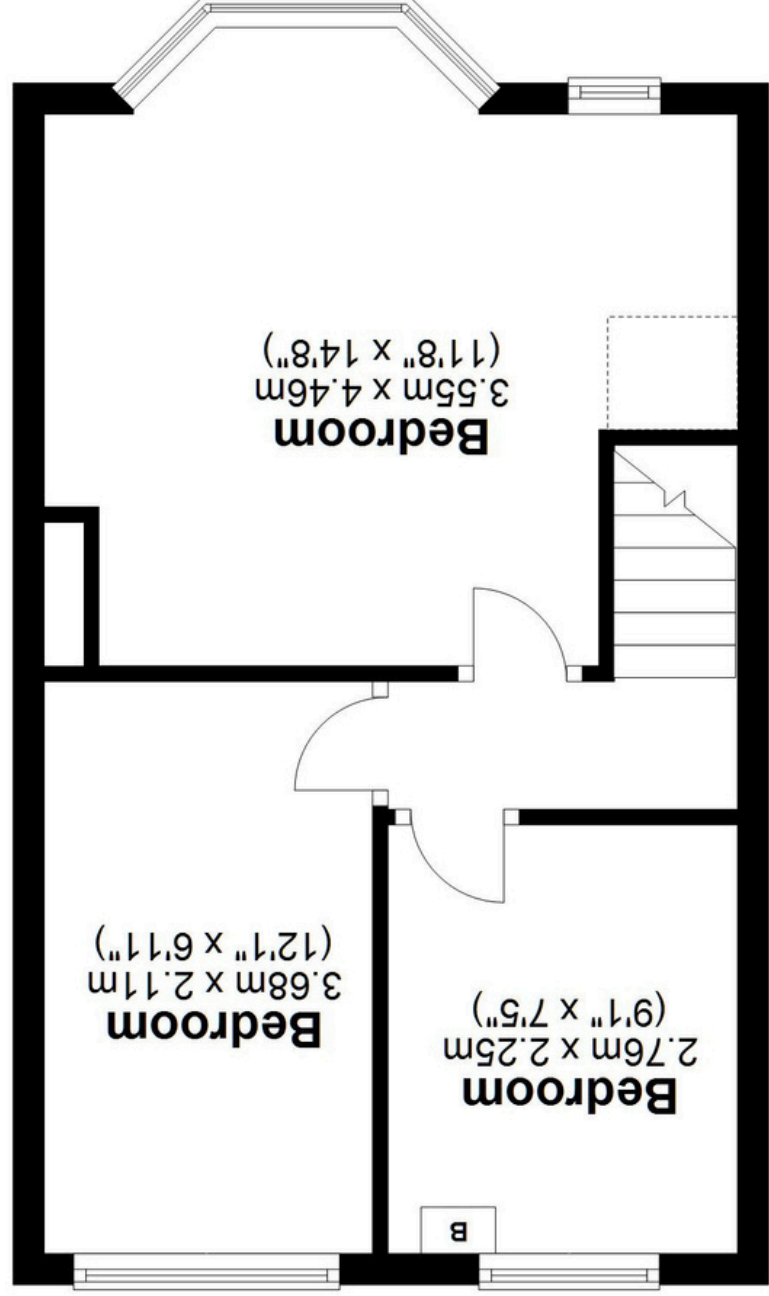 B
Bedroom
2.76m x 2.25m
(9'1" x 7'5")
Bedroom
3.68m x 2.11m
(12'1" x 6'11")
Bedroom
3.55m x 4.46m
(11'8" x 14'8")